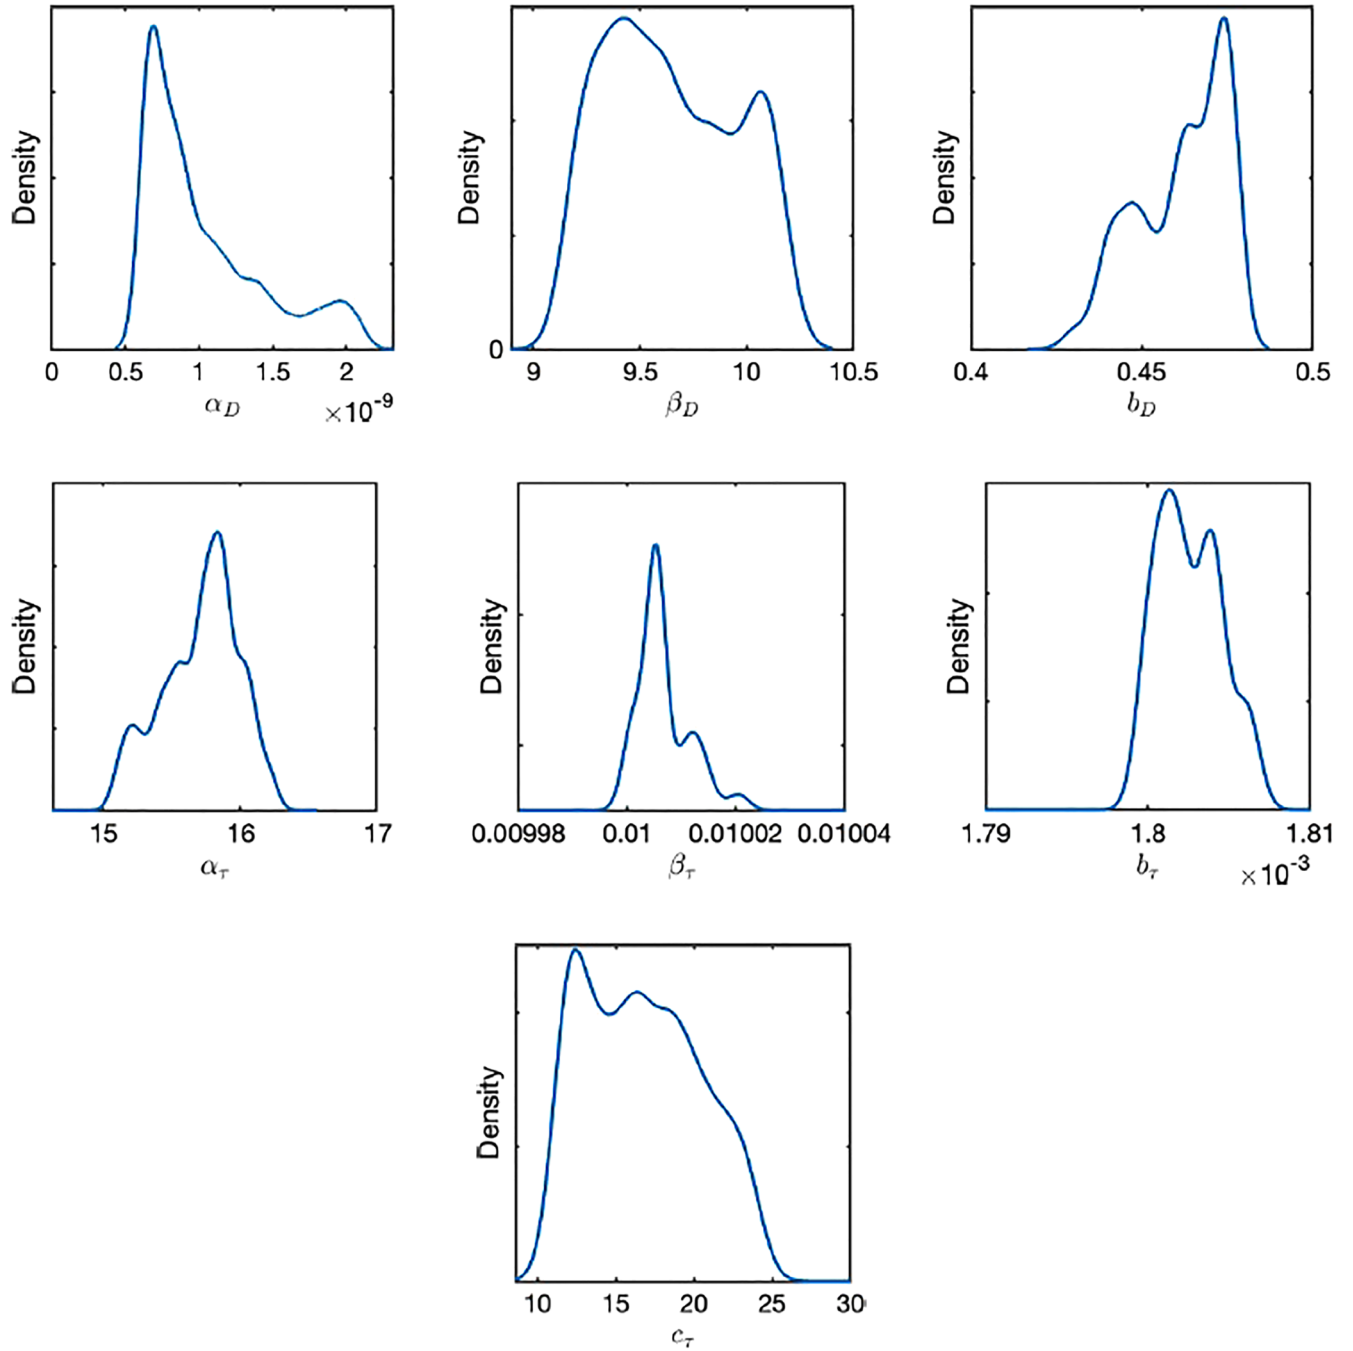 Density
0 0.5 1 1.5 2
α_D ×10⁻⁹
Density
0
9 9.5 10 10.5
β_D
Density
0.4 0.45 0.5
b_D
Density
15 16 17
α_τ
Density
0.00998 0.01 0.01002 0.01004
β_τ
Density
1.79 1.8 1.81
b_τ ×10⁻³
Density
10 15 20 25 30
c_τ